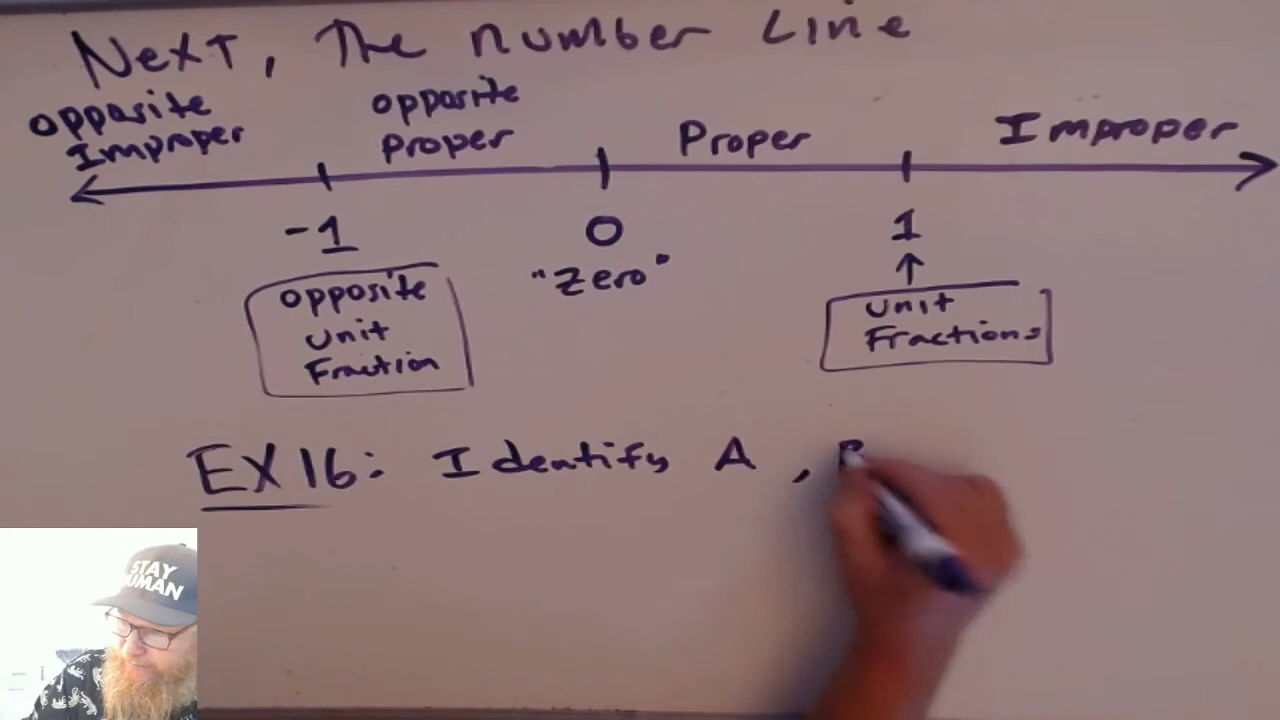 Next, The number Line
opposite
Improper
opposite
proper
Proper
Improper
-1
0
1
"Zero"
opposite
unit
Fraction
unit
Fractions
EX 16: Identify A, B
STAY
HUMAN